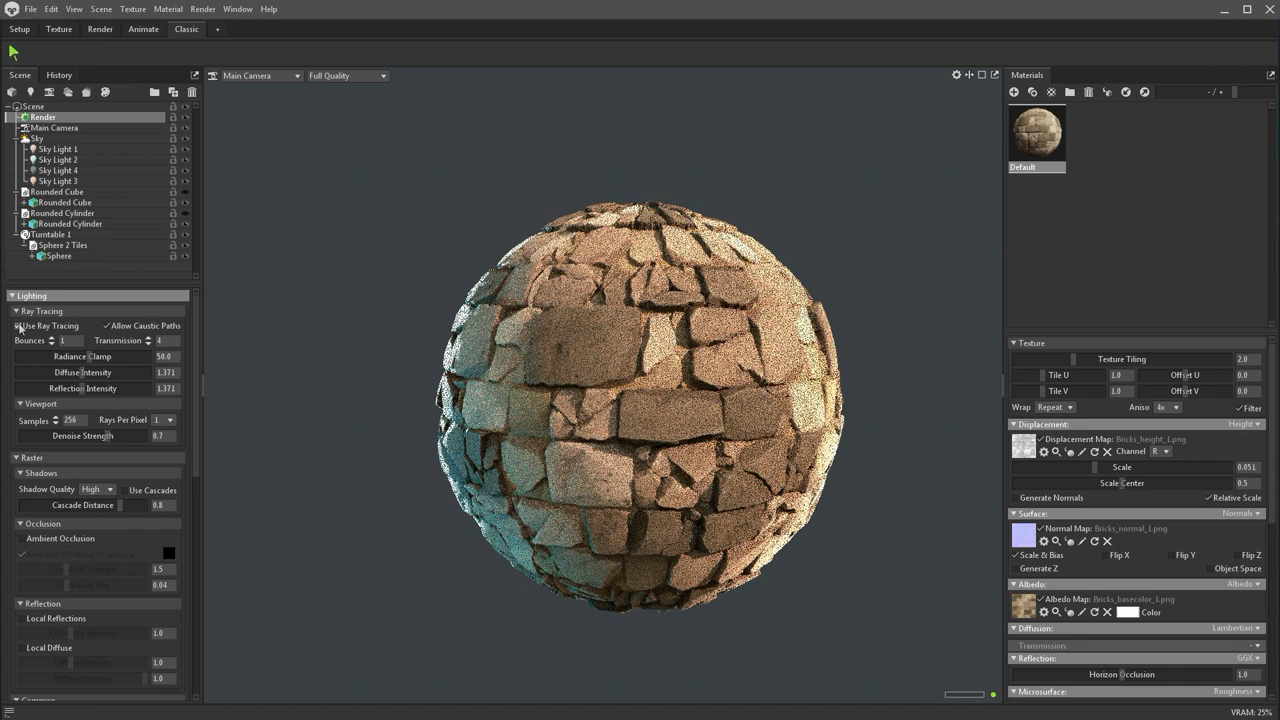 File Edit View Scene Texture Material Render Window Help
Setup Texture Render Animate Classic +
Scene History
Main Camera Full Quality
Materials
- / +
Scene
Render
Main Camera
Sky
Sky Light 1
Sky Light 2
Sky Light 4
Sky Light 3
Rounded Cube
Rounded Cube
Rounded Cylinder
Rounded Cylinder
Turntable 1
Sphere 2 Tiles
Sphere
Default
Lighting
Ray Tracing
Use Ray Tracing Allow Caustic Paths
Bounces 1 Transmission 4
Radiance Clamp 50.0
Diffuse Intensity 1.371
Reflection Intensity 1.371
Viewport
Samples 256 Rays Per Pixel 1
Denoise Strength 0.7
Raster
Shadows
Shadow Quality High Use Cascades
Cascade Distance 0.8
Occlusion
Ambient Occlusion
1.5
0.04
Reflection
Local Reflections
1.0
Local Diffuse
1.0
1.0
Common
Texture
Texture Tiling 2.0
Tile U 1.0 Offset U 0.0
Tile V 1.0 Offset V 0.0
Wrap Repeat Aniso 4x Filter
Displacement: Height
Displacement Map: Bricks_height_1.png
Channel R
Scale 0.051
Scale Center 0.5
Generate Normals Relative Scale
Surface: Normals
Normal Map: Bricks_normal_1.png
Scale & Bias Flip X Flip Y Flip Z
Generate Z Object Space
Albedo: Albedo
Albedo Map: Bricks_basecolor_1.png
Color
Diffusion: Lambertian
Transmission: -
Reflection: GGX
Horizon Occlusion 1.0
Microsurface: Roughness
VRAM: 25%